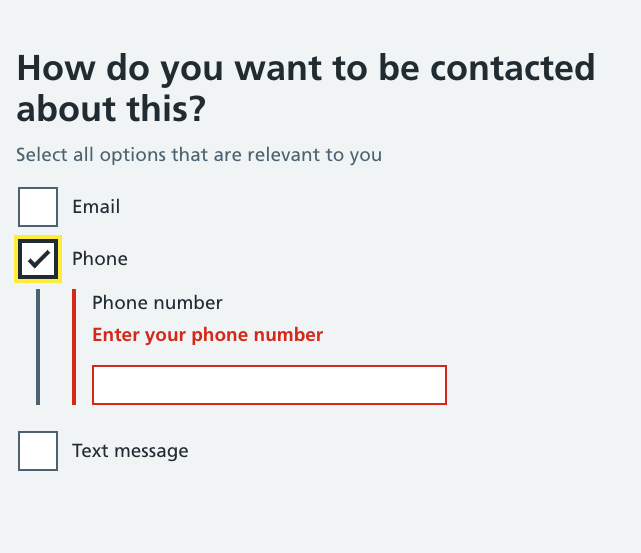 How do you want to be contacted
about this?
Select all options that are relevant to you
Email
Phone
Phone number
Enter your phone number
Text message